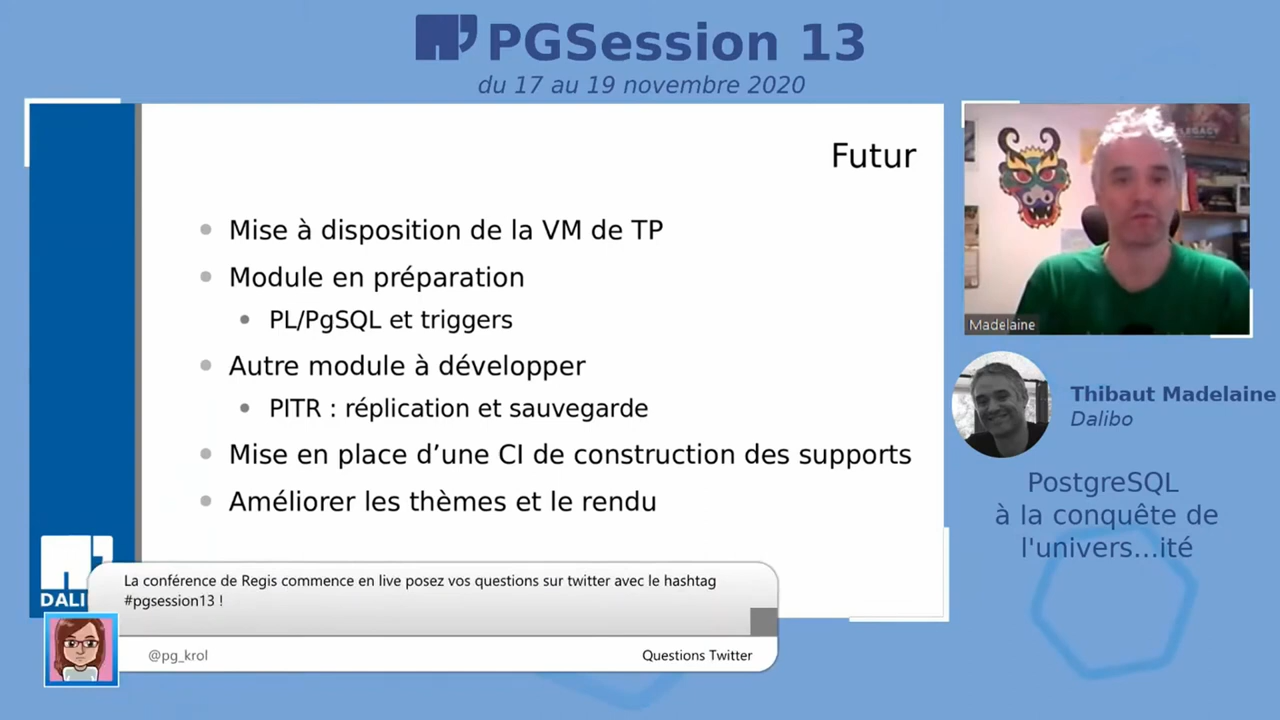 PGSession 13
du 17 au 19 novembre 2020
Futur
Mise à disposition de la VM de TP
Module en préparation
PL/PgSQL et triggers
Autre module à développer
PITR : réplication et sauvegarde
Mise en place d’une CI de construction des supports
Améliorer les thèmes et le rendu
DALI
La conférence de Regis commence en live posez vos questions sur twitter avec le hashtag
#pgsession13 !
@pg_krol
Questions Twitter
LEGACY
Madelaine
Thibaut Madelaine
Dalibo
PostgreSQL
à la conquête de
l'univers...ité